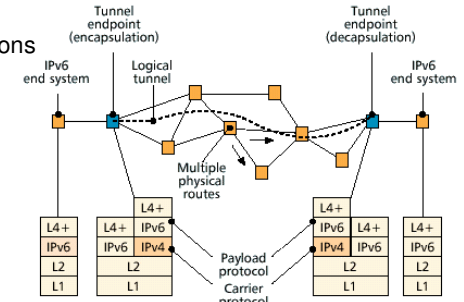 Tunnel
endpoint
(encapsulation)
Tunnel
endpoint
(decapsulation)
ons
IPv6
end system
Logical
tunnel
IPv6
end system
Multiple
physical
routes
L4+
IPv6
L2
L1
L4+
L4+
IPv6
IPv6
IPv4
L2
L1
Payload
protocol
Carrier
protocol
L4+
IPv6
L4+
IPv4
IPv6
L2
L1
L4+
IPv6
L2
L1